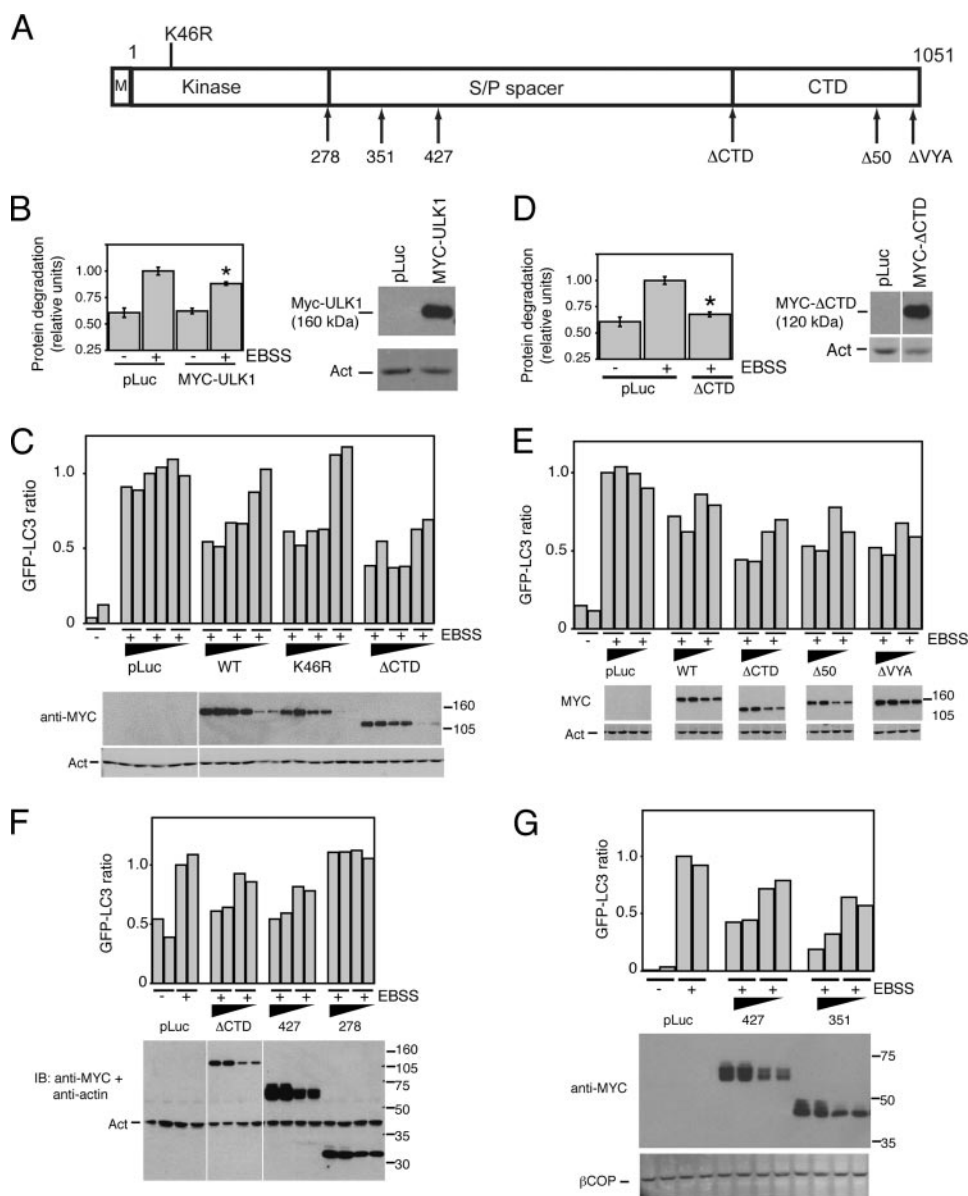 A
K46R
1
1051
M
Kinase
S/P spacer
CTD
278
351
427
ΔCTD
Δ50
ΔVYA
B
Protein degradation
(relative units)
1.00
0.75
0.50
0.25
- + - + EBSS
pLuc MYC-ULK1
pLuc
MYC-ULK1
Myc-ULK1
(160 kDa)
Act
*
D
Protein degradation
(relative units)
1.00
0.75
0.50
0.25
*
- + + EBSS
pLuc ΔCTD
pLuc
MYC-ΔCTD
MYC-ΔCTD
(120 kDa)
Act
C
GFP-LC3 ratio
1.0
0.5
0
- + + + + + + + + + + + + EBSS
pLuc WT K46R ΔCTD
anti-MYC
160
105
Act
E
GFP-LC3 ratio
1.0
0.5
0
- + + + + + + + + + + EBSS
pLuc WT ΔCTD Δ50 ΔVYA
MYC
160
105
Act
F
GFP-LC3 ratio
1.0
0.5
0
- + + + + + + + EBSS
pLuc ΔCTD 427 278
IB: anti-MYC +
anti-actin
Act
160
105
75
50
35
30
G
GFP-LC3 ratio
1.0
0.5
0
- + + + + + EBSS
pLuc 427 351
anti-MYC
75
50
35
βCOP